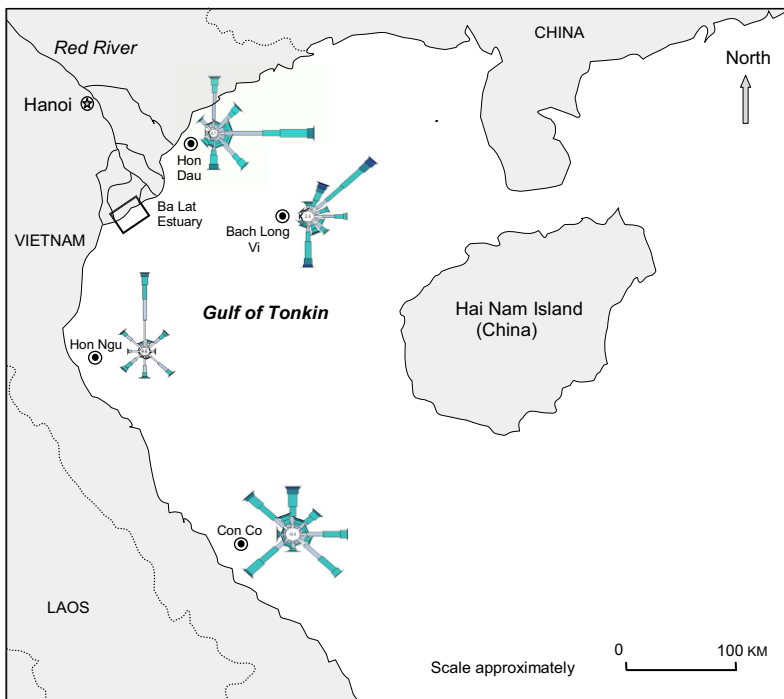 CHINA
Red River
North
Hanoi
Hon
Dau
Ba Lat
Estuary
Bach Long
Vi
VIETNAM
Gulf of Tonkin
Hai Nam Island
(China)
Hon Ngu
Con Co
LAOS
0
100 KM
Scale approximately